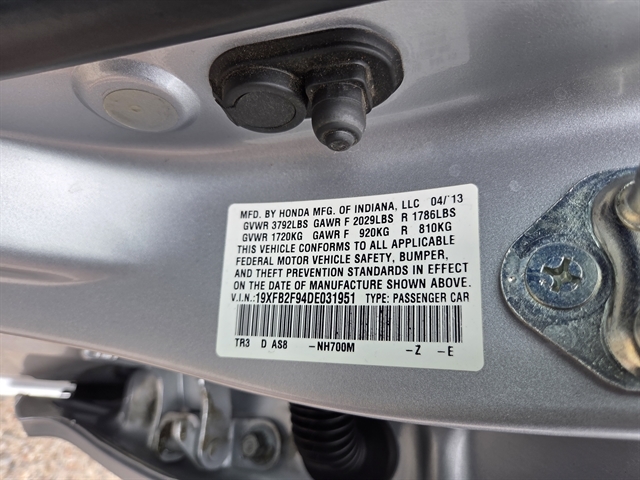 MFD. BY HONDA MFG. OF INDIANA, LLC 04/13
GVWR 3792LBS GAWR F 2029LBS R 1786LBS
GVWR 1720KG GAWR F 920KG R 810KG
THIS VEHICLE CONFORMS TO ALL APPLICABLE
FEDERAL MOTOR VEHICLE SAFETY, BUMPER,
AND THEFT PREVENTION STANDARDS IN EFFECT
ON THE DATE OF MANUFACTURE SHOWN ABOVE.
V.I.N.:19XFB2F94DE031951 TYPE: PASSENGER CAR
TR3 D AS8 -NH700M -Z -E